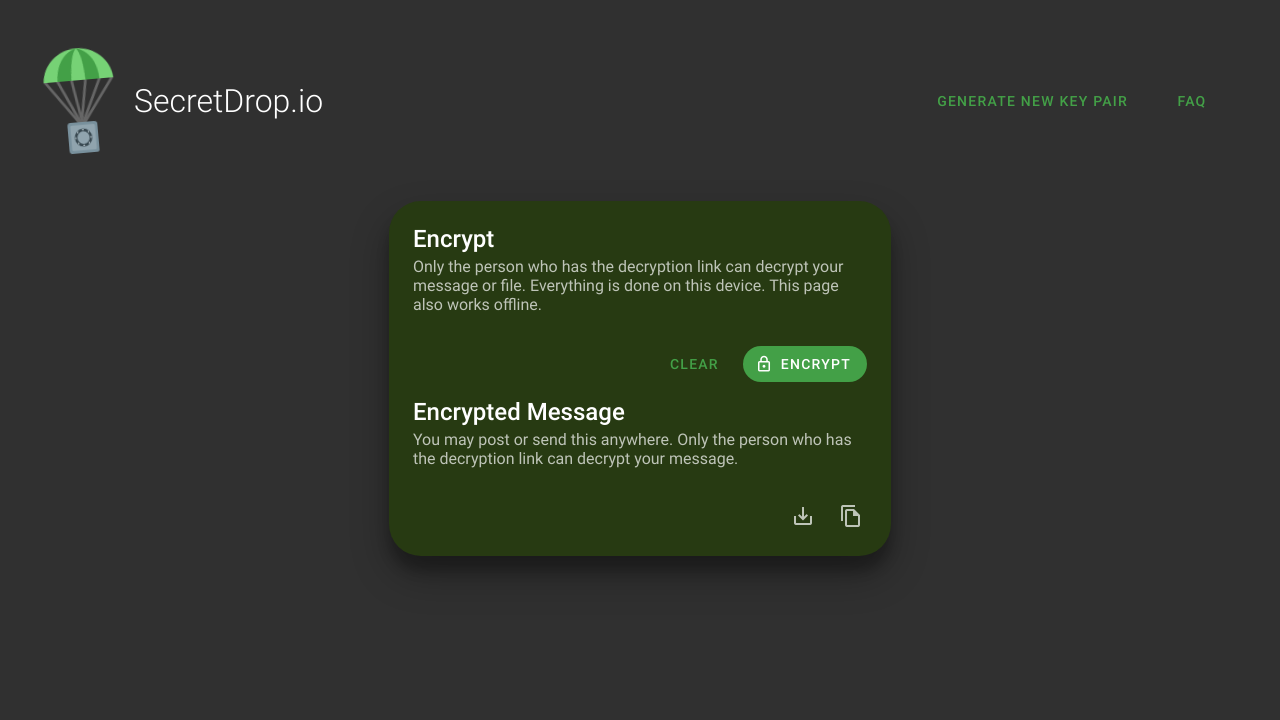 SecretDrop.io
GENERATE NEW KEY PAIR
FAQ
Encrypt
Only the person who has the decryption link can decrypt your
message or file. Everything is done on this device. This page
also works offline.
CLEAR
ENCRYPT
Encrypted Message
You may post or send this anywhere. Only the person who has
the decryption link can decrypt your message.